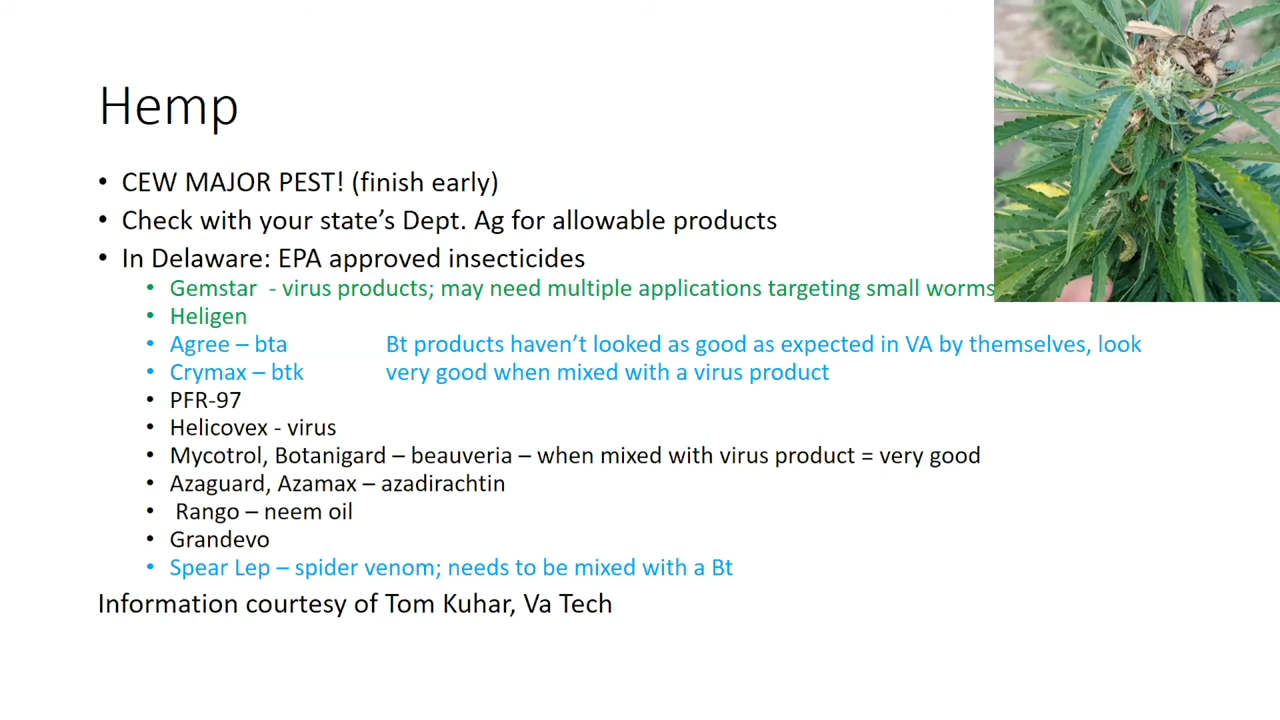 Hemp
• CEW MAJOR PEST! (finish early)
• Check with your state’s Dept. Ag for allowable products
• In Delaware: EPA approved insecticides
• Gemstar - virus products; may need multiple applications targeting small worms
• Heligen
• Agree – bta Bt products haven’t looked as good as expected in VA by themselves, look
• Crymax – btk very good when mixed with a virus product
• PFR-97
• Helicovex - virus
• Mycotrol, Botanigard – beauveria – when mixed with virus product = very good
• Azaguard, Azamax – azadirachtin
• Rango – neem oil
• Grandevo
• Spear Lep – spider venom; needs to be mixed with a Bt
Information courtesy of Tom Kuhar, Va Tech